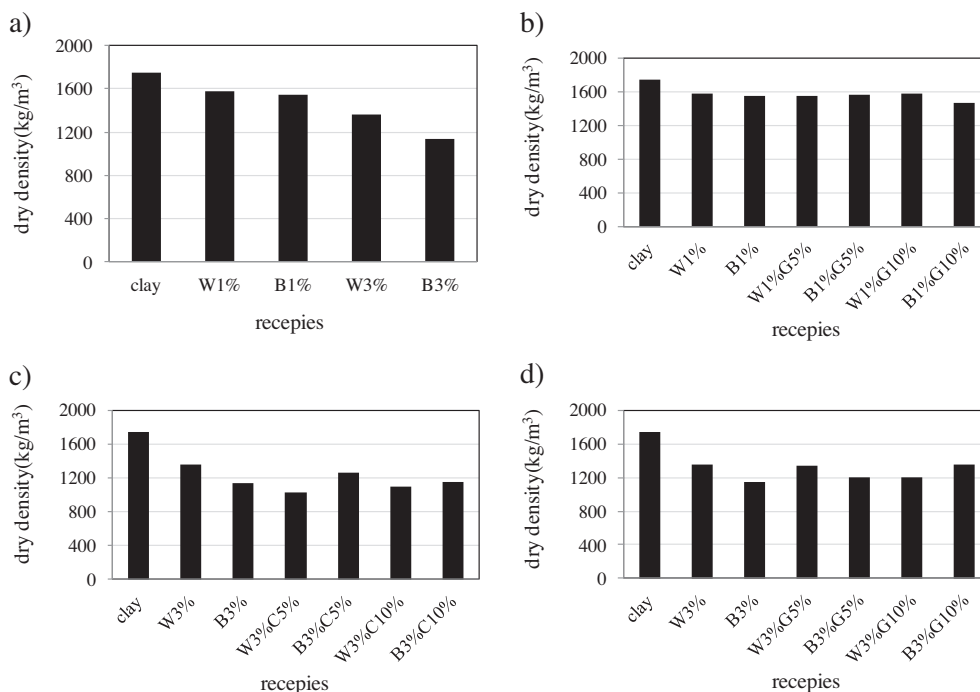 a)
dry density(kg/m³)
2000
1600
1200
800
400
0
clay W1% B1% W3% B3%
recepies
b)
dry density(kg/m³)
2000
1600
1200
800
400
0
clay W1% B1% W1%G5% B1%G5% W1%G10% B1%G10%
recepies
c)
dry density(kg/m³)
2000
1600
1200
800
400
0
clay W3% B3% W3%C5% B3%C5% W3%C10% B3%C10%
recepies
d)
dry density(kg/m³)
2000
1600
1200
800
400
0
clay W3% B3% W3%G5% B3%G5% W3%G10% B3%G10%
recepies